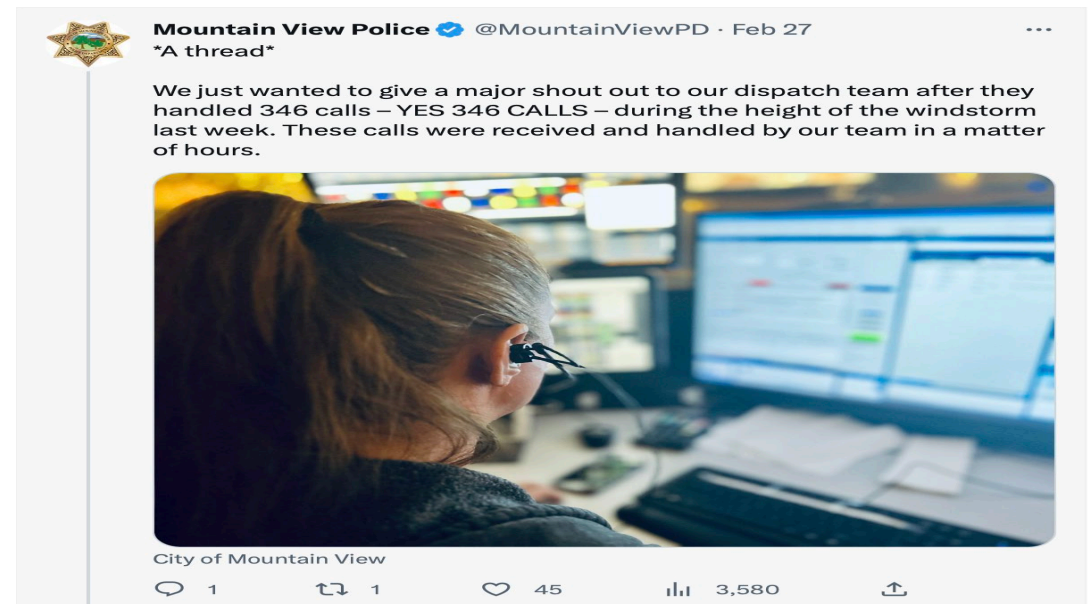 Mountain View Police @MountainViewPD · Feb 27
*A thread*
We just wanted to give a major shout out to our dispatch team after they
handled 346 calls – YES 346 CALLS – during the height of the windstorm
last week. These calls were received and handled by our team in a matter
of hours.
City of Mountain View
1 1 45 3,580